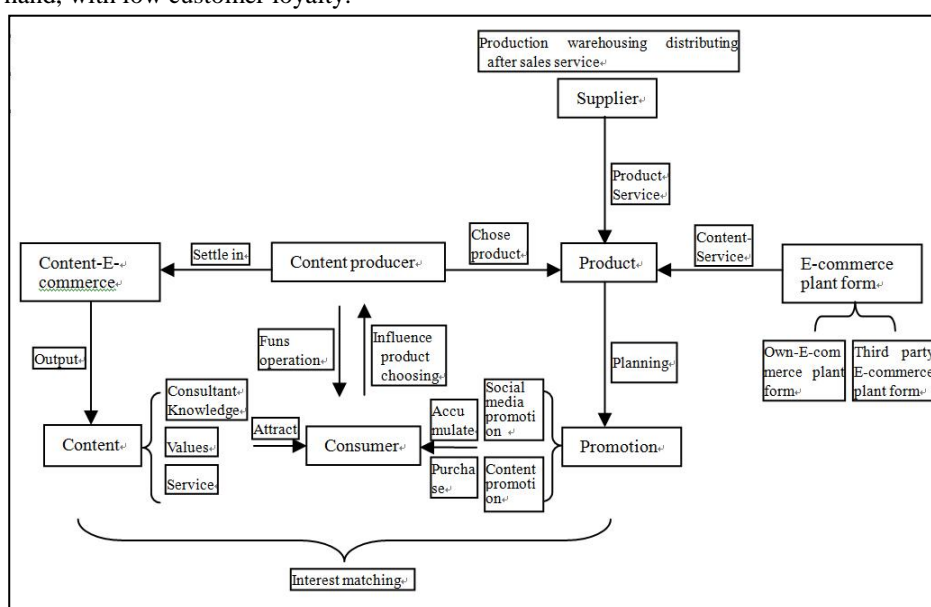 hand, with low customer loyalty.
Production warehousing distributing
after sales service
Supplier
Product
Service
Content-E-
commerce
Settle in
Content producer
Chose
product
Product
Content-
Service
E-commerce
plant form
Output
Funs
operation
Influence
product
choosing
Planning
Own-E-com
merce plant
form
Third party
E-commerce
plant form
Content
Consultant
Knowledge
Values
Service
Attract
Consumer
Accu
mulate
Purcha
se
Social
media
promoti
on
Content
promoti
on
Promotion
Interest matching